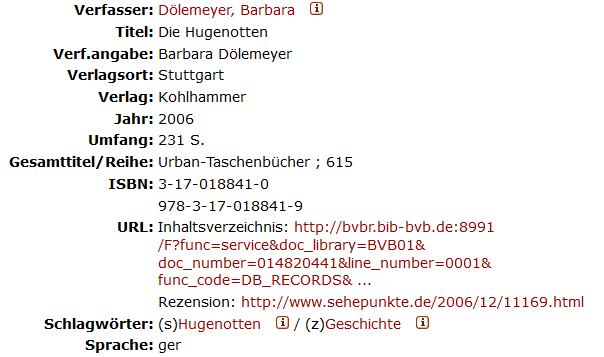 Verfasser: Dölemeyer, Barbara
Titel: Die Hugenotten
Verf.angabe: Barbara Dölemeyer
Verlagsort: Stuttgart
Verlag: Kohlhammer
Jahr: 2006
Umfang: 231 S.
Gesamttitel/Reihe: Urban-Taschenbücher ; 615
ISBN: 3-17-018841-0
978-3-17-018841-9
URL: Inhaltsverzeichnis: http://bvbr.bib-bvb.de:8991
/F?func=service&doc_library=BVB01&
doc_number=014820441&line_number=0001&
func_code=DB_RECORDS& ...
Rezension: http://www.sehepunkte.de/2006/12/11169.html
Schlagwörter: (s)Hugenotten / (z)Geschichte
Sprache: ger